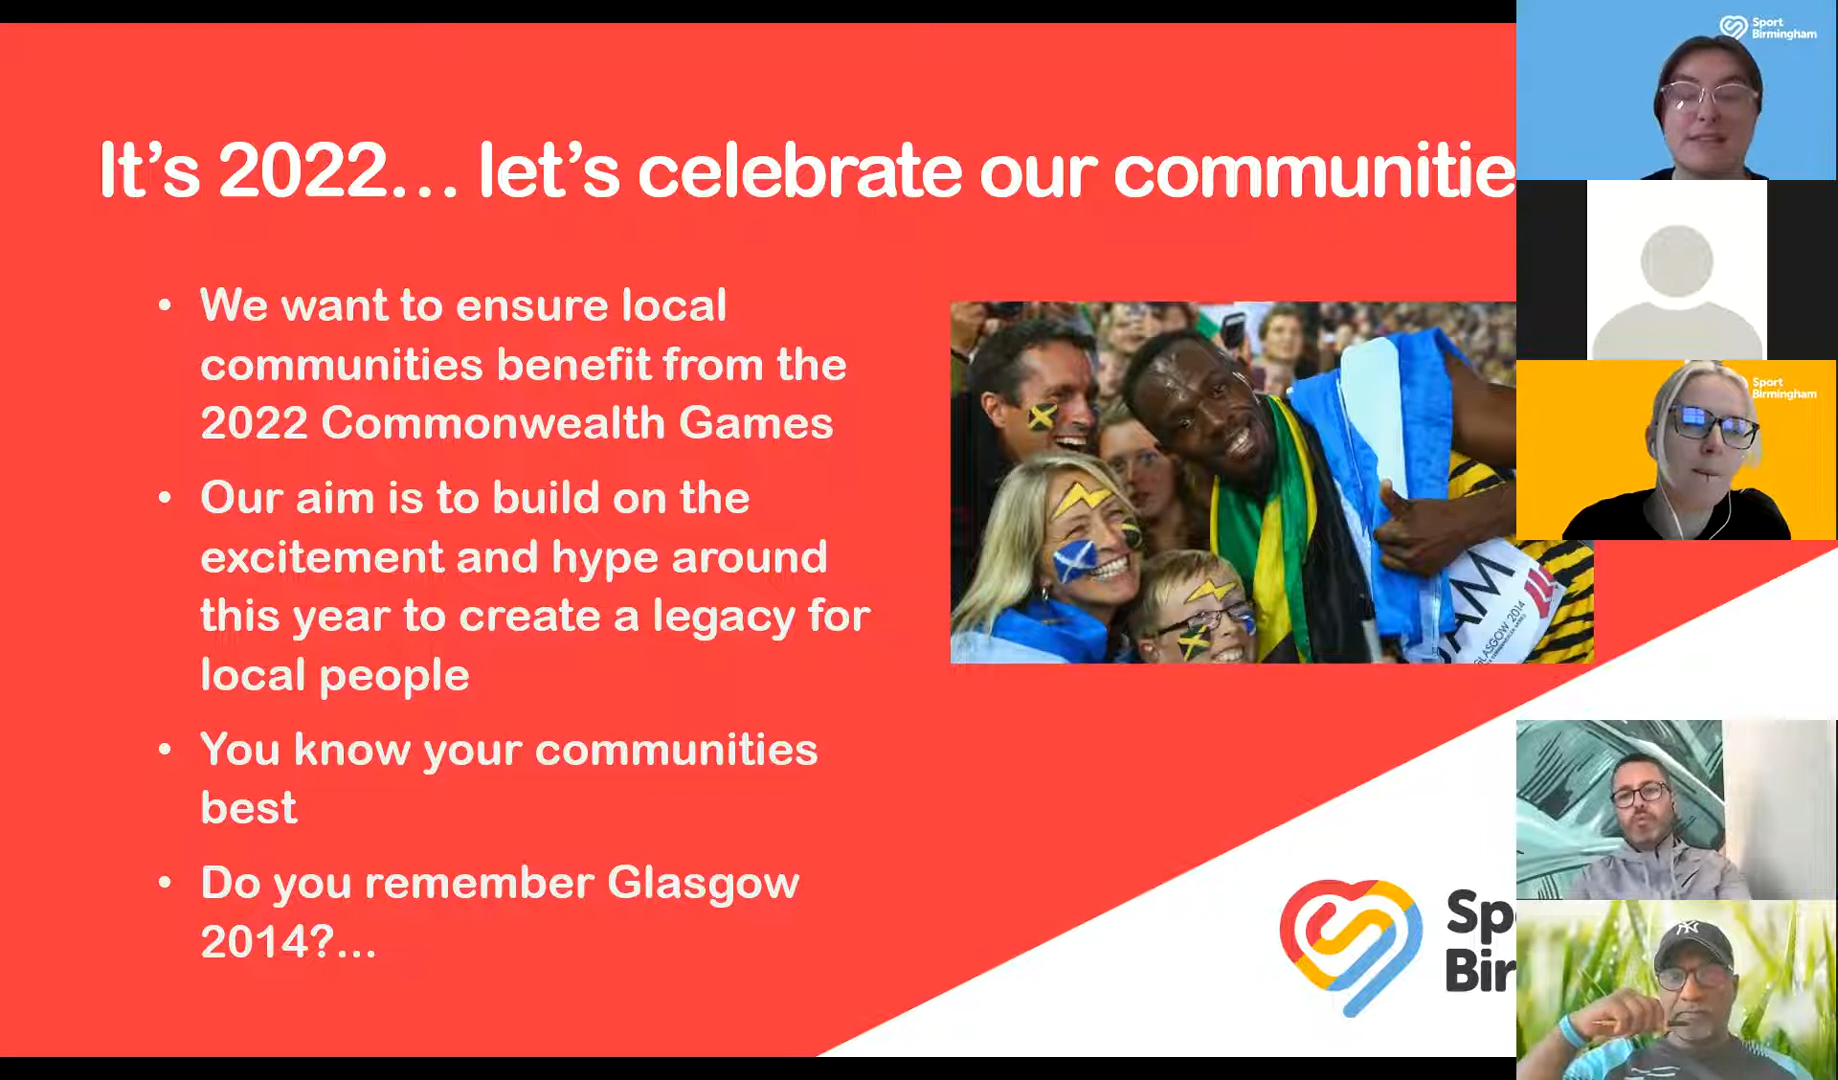 It's 2022... let's celebrate our communitie
• We want to ensure local
communities benefit from the
2022 Commonwealth Games
• Our aim is to build on the
excitement and hype around
this year to create a legacy for
local people
• You know your communities
best
• Do you remember Glasgow
2014?...
AM
GLASGOW 2014
Sp
Bir
Sport
Birmingham
Sport
Birmingham
NY